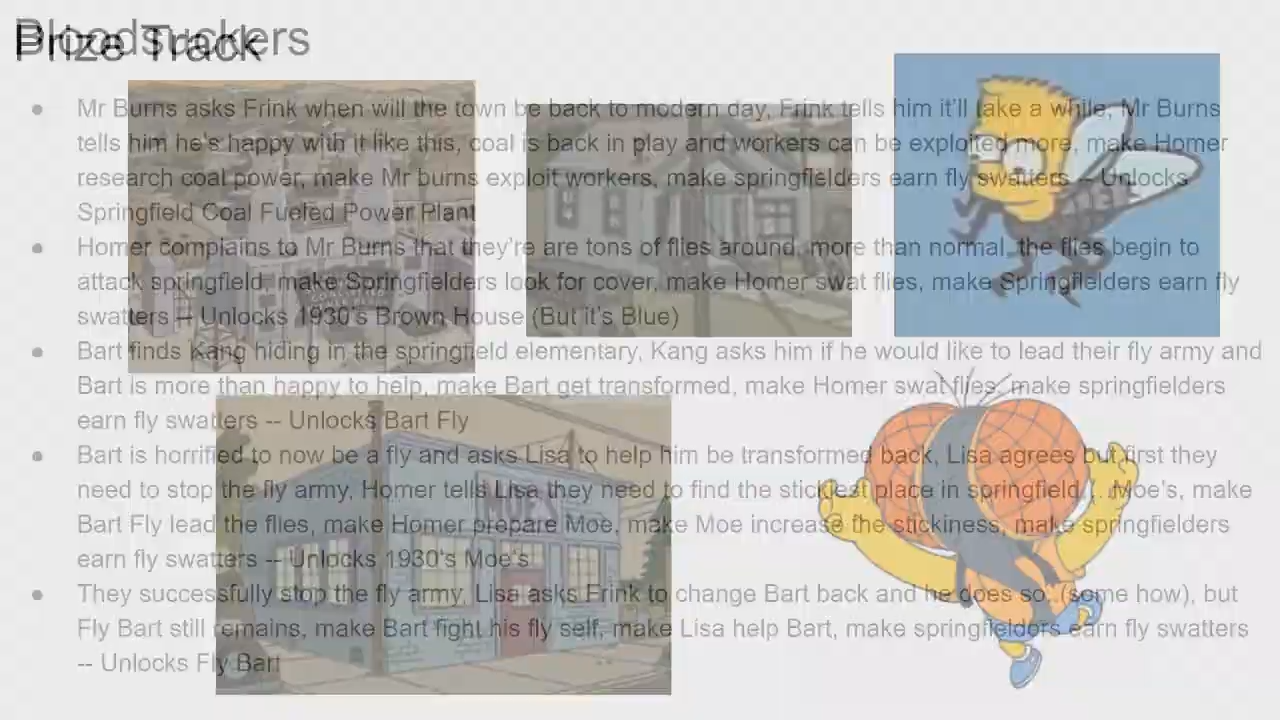 Bloodsuckers
Prize Track
Mr Burns asks Frink when will the town be back to modern day, Frink tells him it'll take a while, Mr Burns
tells him he's happy with it like this, coal is back in play and workers can be exploited more, make Homer
research coal power, make Mr burns exploit workers, make springfielders earn fly swatters -- Unlocks
Springfield Coal Fueled Power Plant
Homer complains to Mr Burns that they're are tons of flies around, more than normal, the flies begin to
attack springfield, make Springfielders look for cover, make Homer swat flies, make Springfielders earn fly
swatters -- Unlocks 1930's Brown House (But it's Blue)
Bart finds Kang hiding in the springfield elementary, Kang asks him if he would like to lead their fly army and
Bart is more than happy to help, make Bart get transformed, make Homer swat flies, make springfielders
earn fly swatters -- Unlocks Bart Fly
Bart is horrified to now be a fly and asks Lisa to help him be transformed back, Lisa agrees but first they
need to stop the fly army, Homer tells Lisa they need to find the stickiest place in springfield... Moe's, make
Bart Fly lead the flies, make Homer prepare Moe, make Moe increase the stickiness, make springfielders
earn fly swatters -- Unlocks 1930's Moe's
MOE'S
They successfully stop the fly army, Lisa asks Frink to change Bart back and he does so, (some how), but
Fly Bart still remains, make Bart fight his fly self, make Lisa help Bart, make springfieldors earn fly swatters
-- Unlocks Fly Bart